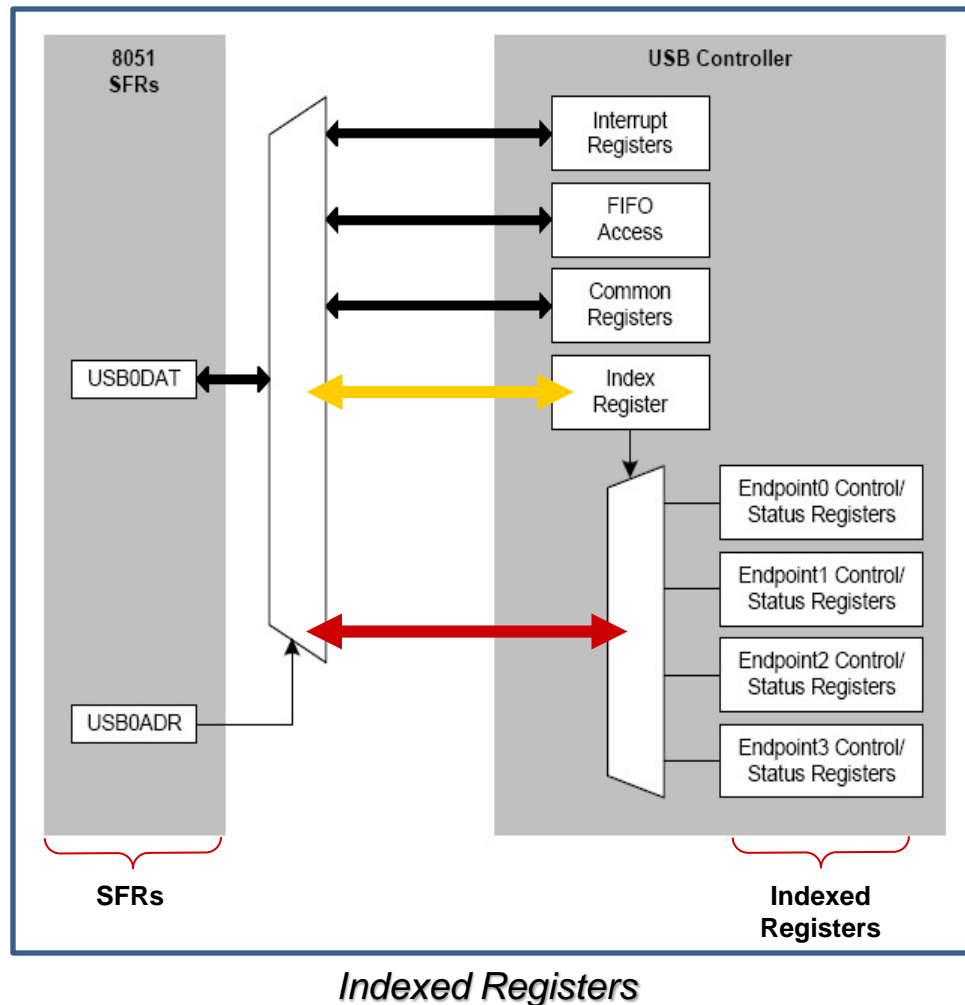 8051
SFRs
USB Controller
Interrupt
Registers
FIFO
Access
Common
Registers
USB0DAT
Index
Register
Endpoint0 Control/
Status Registers
Endpoint1 Control/
Status Registers
Endpoint2 Control/
Status Registers
USB0ADR
Endpoint3 Control/
Status Registers
SFRs
Indexed
Registers
Indexed Registers